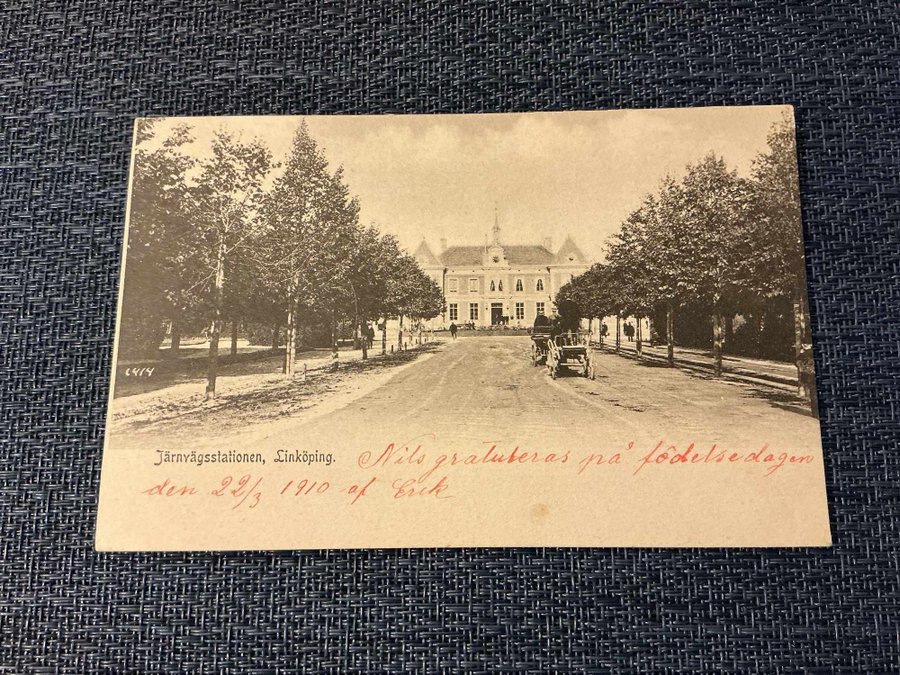 6414
Järnvägsstationen, Linköping. Nils gratuleras på födelsedagen
den 22/3 1910 af Erik